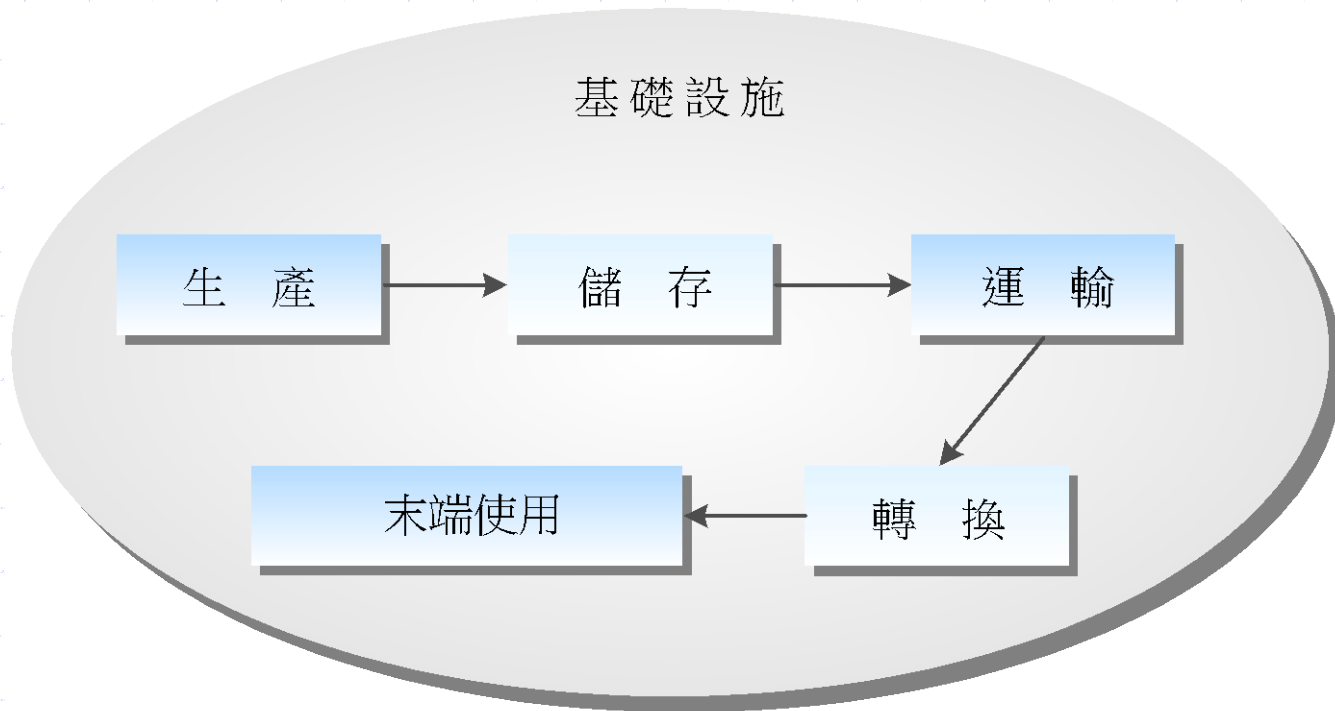 基礎設施
生 產
儲 存
運 輸
轉 換
末端使用